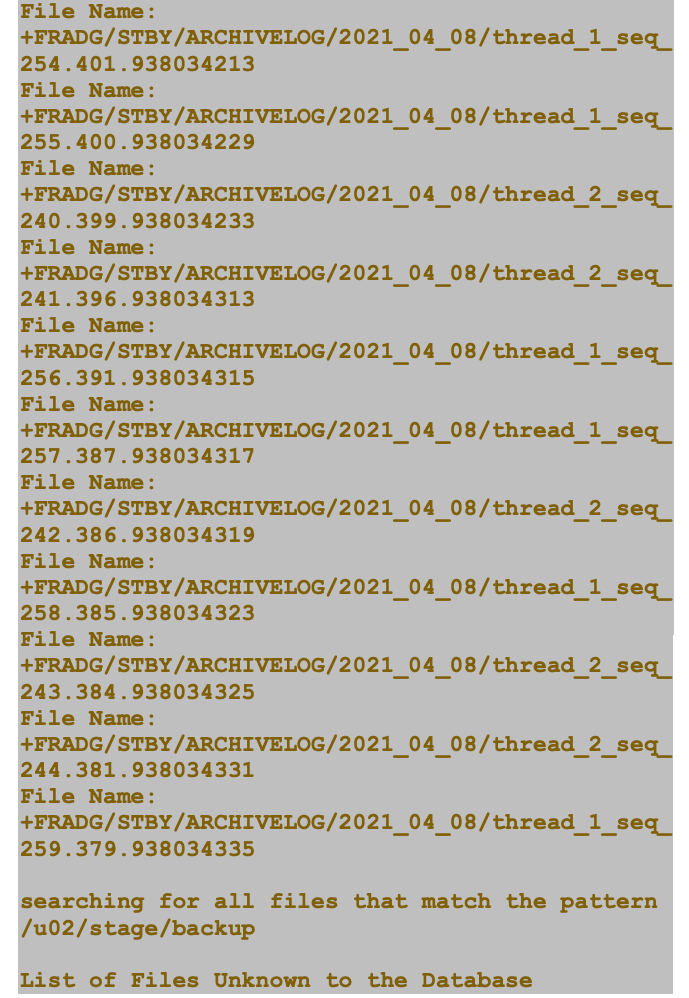 File Name:
+FRADG/STBY/ARCHIVELOG/2021_04_08/thread_1_seq_
254.401.938034213
File Name:
+FRADG/STBY/ARCHIVELOG/2021_04_08/thread_1_seq_
255.400.938034229
File Name:
+FRADG/STBY/ARCHIVELOG/2021_04_08/thread_2_seq_
240.399.938034233
File Name:
+FRADG/STBY/ARCHIVELOG/2021_04_08/thread_2_seq_
241.396.938034313
File Name:
+FRADG/STBY/ARCHIVELOG/2021_04_08/thread_1_seq_
256.391.938034315
File Name:
+FRADG/STBY/ARCHIVELOG/2021_04_08/thread_1_seq_
257.387.938034317
File Name:
+FRADG/STBY/ARCHIVELOG/2021_04_08/thread_2_seq_
242.386.938034319
File Name:
+FRADG/STBY/ARCHIVELOG/2021_04_08/thread_1_seq_
258.385.938034323
File Name:
+FRADG/STBY/ARCHIVELOG/2021_04_08/thread_2_seq_
243.384.938034325
File Name:
+FRADG/STBY/ARCHIVELOG/2021_04_08/thread_2_seq_
244.381.938034331
File Name:
+FRADG/STBY/ARCHIVELOG/2021_04_08/thread_1_seq_
259.379.938034335
searching for all files that match the pattern
/u02/stage/backup
List of Files Unknown to the Database